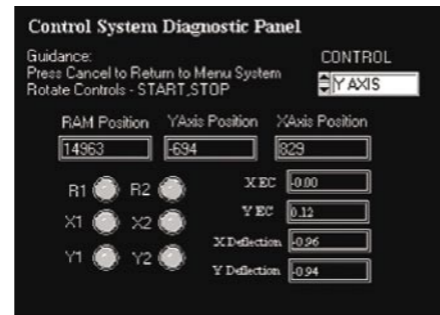 Control System Diagnostic Panel
Guidance:
Press Cancel to Return to Menu System
Rotate Controls - START,STOP
CONTROL
Y AXIS
RAM Position YAxis Position XAxis Position
14963 -694 829
R1 R2
X1 X2
Y1 Y2
X EC -0.00
Y EC 0.12
X Deflection -0.96
Y Deflection -0.94